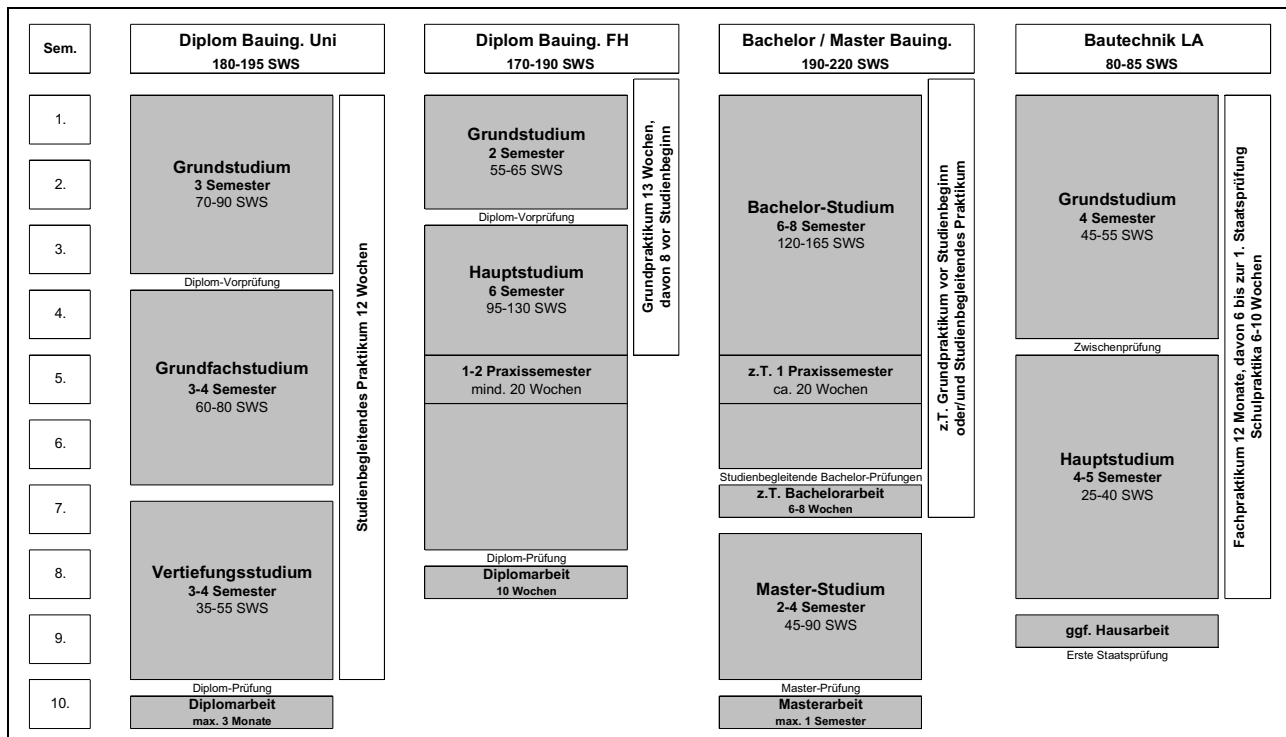 Sem.
Diplom Bauing. Uni
180-195 SWS
Diplom Bauing. FH
170-190 SWS
Bachelor / Master Bauing.
190-220 SWS
Bautechnik LA
80-85 SWS
1.
2.
3.
4.
5.
6.
7.
8.
9.
10.
Grundstudium
3 Semester
70-90 SWS
Diplom-Vorprüfung
Grundfachstudium
3-4 Semester
60-80 SWS
Vertiefungsstudium
3-4 Semester
35-55 SWS
Diplom-Prüfung
Diplomarbeit
max. 3 Monate
Studienbegleitendes Praktikum 12 Wochen
Grundstudium
2 Semester
55-65 SWS
Diplom-Vorprüfung
Hauptstudium
6 Semester
95-130 SWS
1-2 Praxissemester
mind. 20 Wochen
Diplom-Prüfung
Diplomarbeit
10 Wochen
Grundpraktikum 13 Wochen,
davon 8 vor Studienbeginn
Bachelor-Studium
6-8 Semester
120-165 SWS
z.T. 1 Praxissemester
ca. 20 Wochen
Studienbegleitende Bachelor-Prüfungen
z.T. Bachelorarbeit
6-8 Wochen
Master-Studium
2-4 Semester
45-90 SWS
Master-Prüfung
Masterarbeit
max. 1 Semester
z.T. Grundpraktikum vor Studienbeginn
oder/und Studienbegleitendes Praktikum
Grundstudium
4 Semester
45-55 SWS
Zwischenprüfung
Hauptstudium
4-5 Semester
25-40 SWS
ggf. Hausarbeit
Erste Staatsprüfung
Fachpraktikum 12 Monate, davon 6 bis zur 1. Staatsprüfung
Schulpraktika 6-10 Wochen